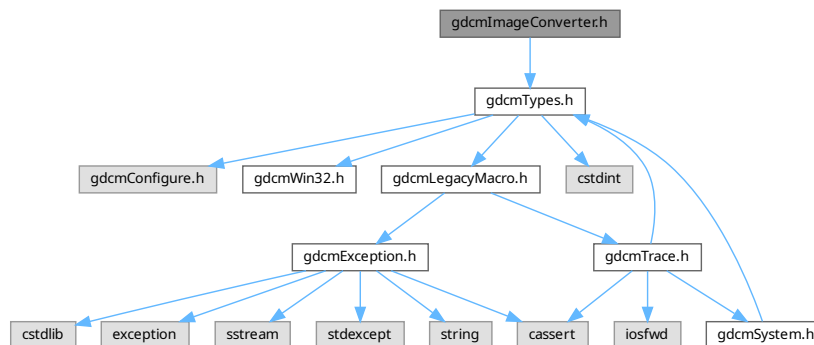 gdcmImageConverter.h
gdcmTypes.h
gdcmConfigure.h
gdcmWin32.h
gdcmLegacyMacro.h
cstdint
gdcmException.h
gdcmTrace.h
cstdlib
exception
sstream
stdexcept
string
cassert
iosfwd
gdcmSystem.h